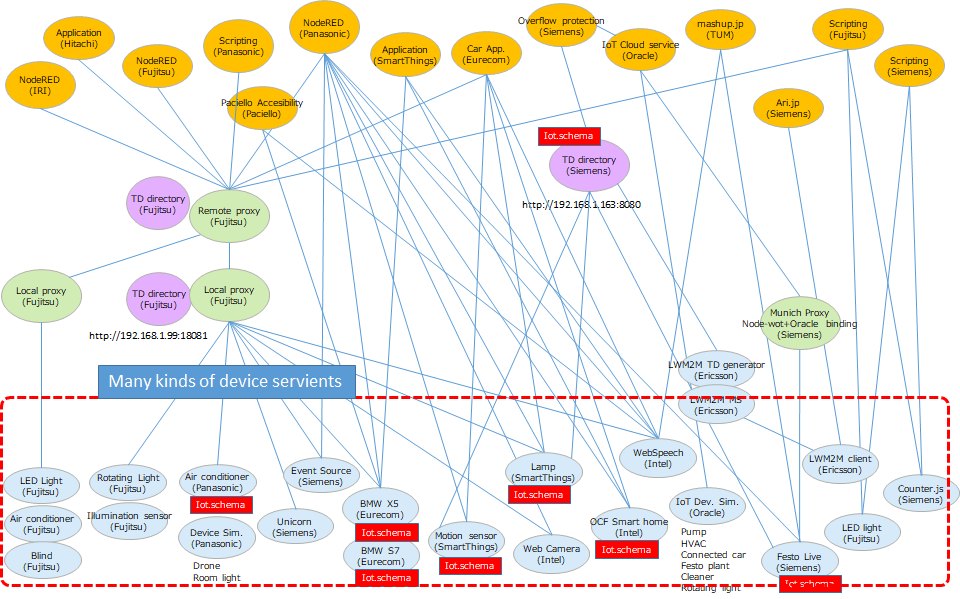 Application
(Hitachi)
NodeRED
(IRI)
NodeRED
(Fujitsu)
Scripting
(Panasonic)
NodeRED
(Panasonic)
Paciello Accesibility
(Paciello)
Application
(SmartThings)
Car App.
(Eurecom)
Overflow protection
(Siemens)
IoT Cloud service
(Oracle)
mashup.jp
(TUM)
Ari.jp
(Siemens)
Scripting
(Fujitsu)
Scripting
(Siemens)
Iot.schema
TD directory
(Siemens)
http://192.168.1.163:8080
TD directory
(Fujitsu)
Remote proxy
(Fujitsu)
Local proxy
(Fujitsu)
TD directory
(Fujitsu)
Local proxy
(Fujitsu)
http://192.168.1.99:18081
Munich Proxy
Node-wot+Oracle binding
(Siemens)
LWM2M TD generator
(Ericsson)
LWM2M MS
(Ericsson)
Many kinds of device servients
LED Light
(Fujitsu)
Air conditioner
(Fujitsu)
Blind
(Fujitsu)
Rotating Light
(Fujitsu)
Illumination sensor
(Fujitsu)
Air conditioner
(Panasonic)
Iot.schema
Device Sim.
(Panasonic)
Drone
Room light
Event Source
(Siemens)
Unicorn
(Siemens)
BMW X5
(Eurecom)
Iot.schema
BMW S7
(Eurecom)
Iot.schema
Motion sensor
(SmartThings)
Iot.schema
Lamp
(SmartThings)
Iot.schema
Web Camera
(Intel)
WebSpeech
(Intel)
OCF Smart home
(Intel)
Iot.schema
IoT Dev. Sim.
(Oracle)
Pump
HVAC
Connected car
Festo plant
Cleaner
Rotating light
Festo Live
(Siemens)
Iot.schema
LWM2M client
(Ericsson)
LED light
(Fujitsu)
Counter.js
(Siemens)